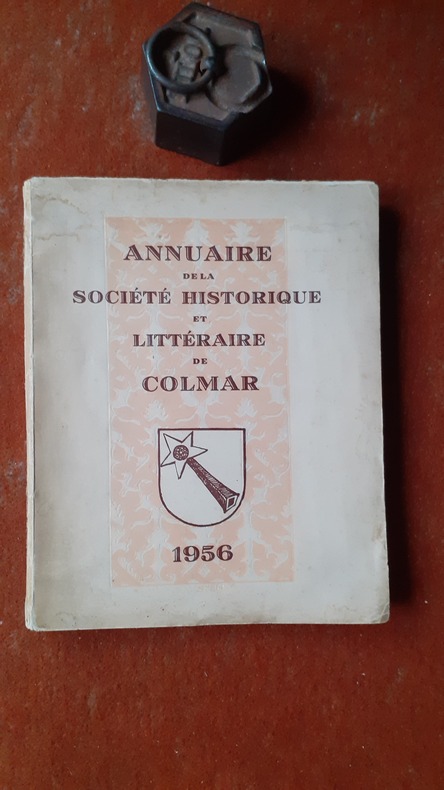 ANNUAIRE
DE LA
SOCIÉTÉ HISTORIQUE
ET
LITTÉRAIRE
DE
COLMAR
1956